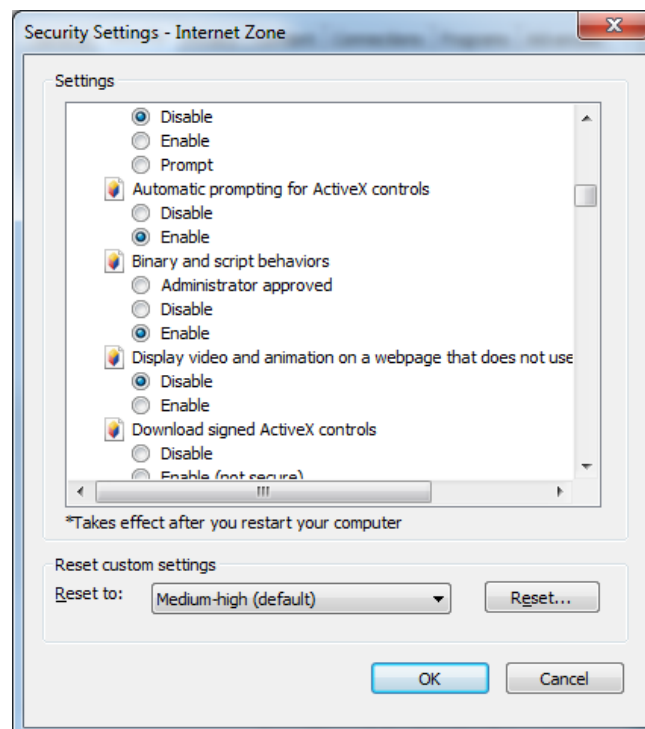 Security Settings - Internet Zone
Settings
Disable
Enable
Prompt
Automatic prompting for ActiveX controls
Disable
Enable
Binary and script behaviors
Administrator approved
Disable
Enable
Display video and animation on a webpage that does not use
Disable
Enable
Download signed ActiveX controls
Disable
Enable (not secure)
*Takes effect after you restart your computer
Reset custom settings
Reset to: Medium-high (default) Reset...
OK Cancel